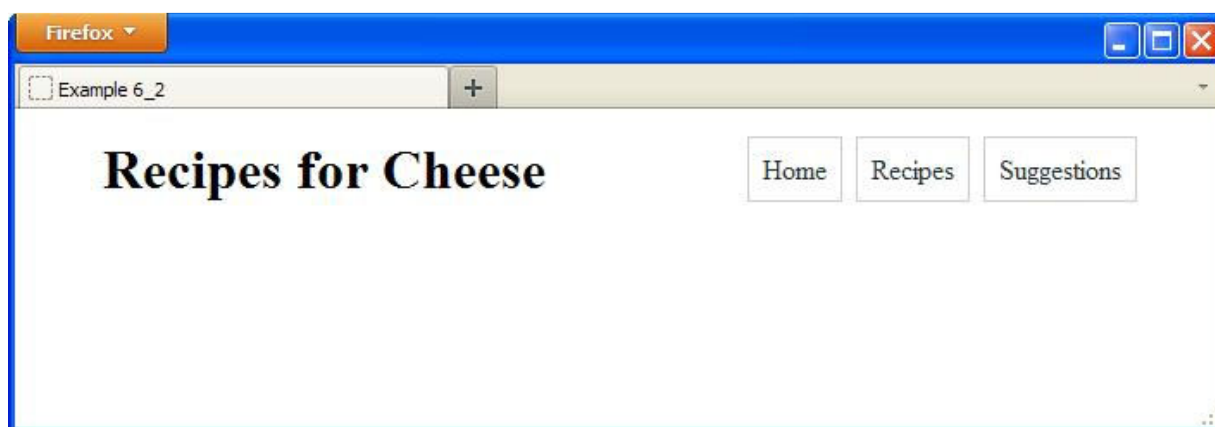 Firefox
Example 6_2
Recipes for Cheese
Home Recipes Suggestions